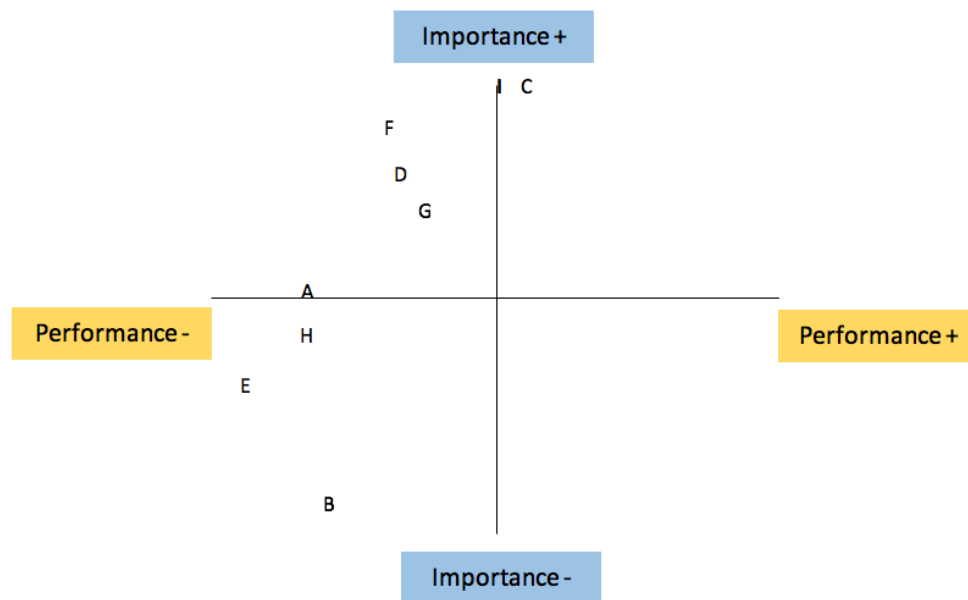 Importance +
I C
F
D
G
A
Performance -
Performance +
H
E
B
Importance -